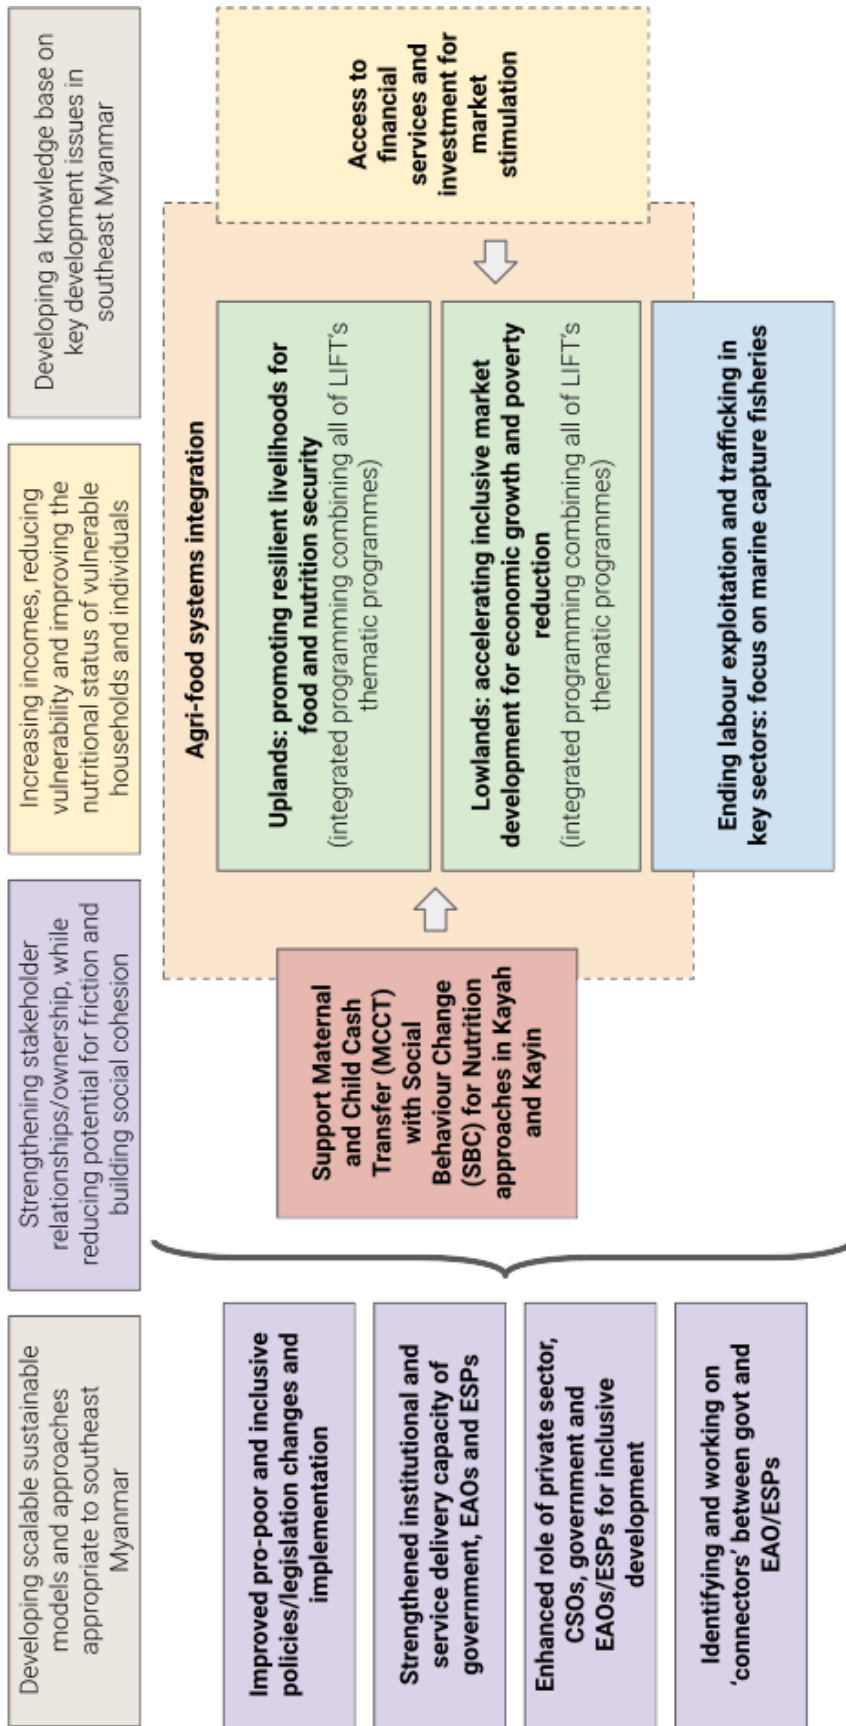 Developing scalable sustainable
models and approaches
appropriate to southeast
Myanmar
Strengthening stakeholder
relationships/ownership, while
reducing potential for friction and
building social cohesion
Increasing incomes, reducing
vulnerability and improving the
nutritional status of vulnerable
households and individuals
Developing a knowledge base on
key development issues in
southeast Myanmar
Improved pro-poor and inclusive
policies/legislation changes and
implementation
Strengthened institutional and
service delivery capacity of
government, EAOs and ESPs
Enhanced role of private sector,
CSOs, government and
EAOs/ESPs for inclusive
development
Identifying and working on
‘connectors’ between govt and
EAO/ESPs
Support Maternal
and Child Cash
Transfer (MCCT)
with Social
Behaviour Change
(SBC) for Nutrition
approaches in Kayah
and Kayin
Agri-food systems integration
Uplands: promoting resilient livelihoods for
food and nutrition security
(integrated programming combining all of LIFT’s
thematic programmes)
Lowlands: accelerating inclusive market
development for economic growth and poverty
reduction
(integrated programming combining all of LIFT’s
thematic programmes)
Ending labour exploitation and trafficking in
key sectors: focus on marine capture fisheries
Access to
financial
services and
investment for
market
stimulation